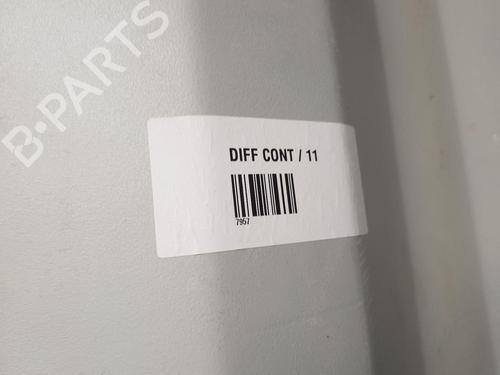 B-PARTS
DIFF CONT / 11
7957